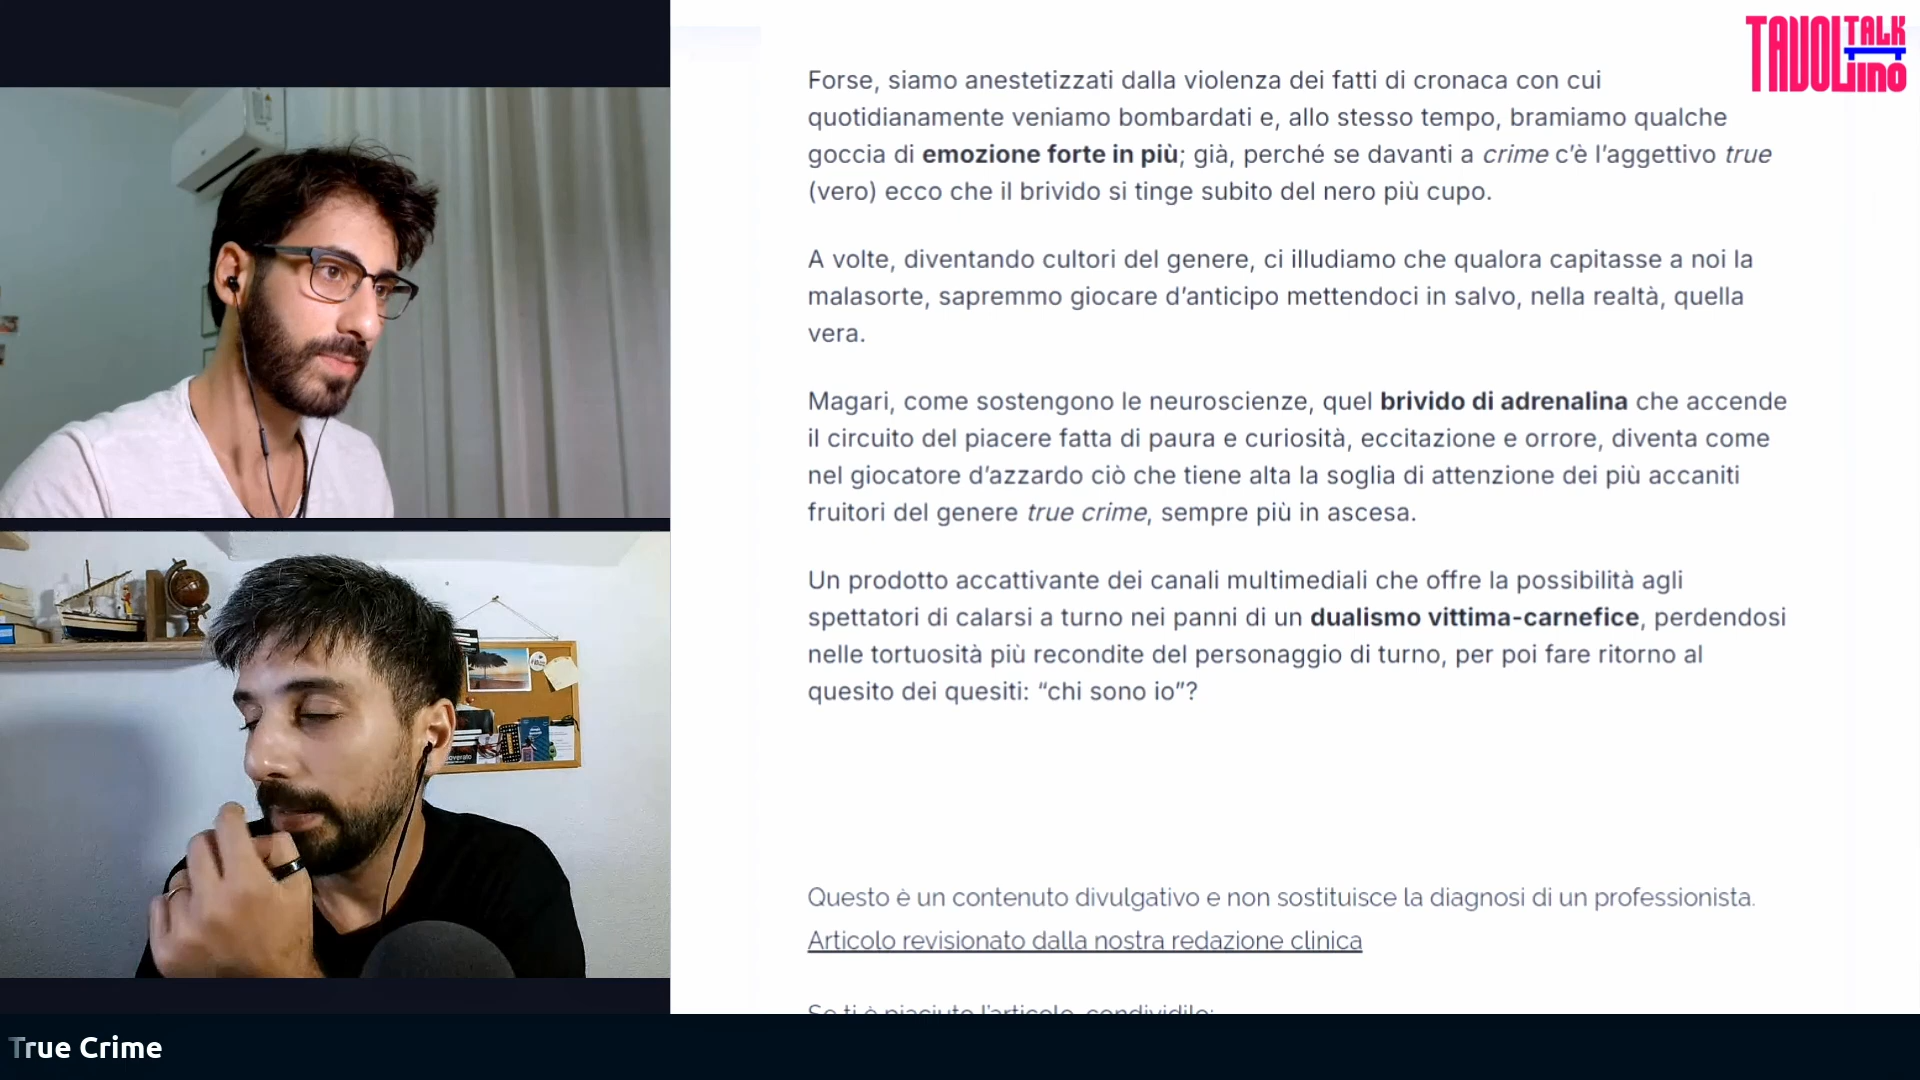 TAVOLINO TALK
Forse, siamo anestetizzati dalla violenza dei fatti di cronaca con cui
quotidianamente veniamo bombardati e, allo stesso tempo, bramiamo qualche
goccia di emozione forte in più; già, perché se davanti a crime c’è l’aggettivo true
(vero) ecco che il brivido si tinge subito del nero più cupo.
A volte, diventando cultori del genere, ci illudiamo che qualora capitasse a noi la
malasorte, sapremmo giocare d’anticipo mettendoci in salvo, nella realtà, quella
vera.
Magari, come sostengono le neuroscienze, quel brivido di adrenalina che accende
il circuito del piacere fatta di paura e curiosità, eccitazione e orrore, diventa come
nel giocatore d’azzardo ciò che tiene alta la soglia di attenzione dei più accaniti
fruitori del genere true crime, sempre più in ascesa.
Un prodotto accattivante dei canali multimediali che offre la possibilità agli
spettatori di calarsi a turno nei panni di un dualismo vittima-carnefice, perdendosi
nelle tortuosità più recondite del personaggio di turno, per poi fare ritorno al
quesito dei quesiti: “chi sono io”?
Questo è un contenuto divulgativo e non sostituisce la diagnosi di un professionista.
Articolo revisionato dalla nostra redazione clinica
Se ti è piaciuto l’articolo, condividilo:
True Crime